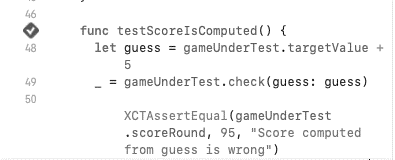 46
func testScoreIsComputed() {
48 let guess = gameUnderTest.targetValue +
5
49 _ = gameUnderTest.check(guess: guess)
50
XCTAssertEqual(gameUnderTest
.scoreRound, 95, "Score computed
from guess is wrong")